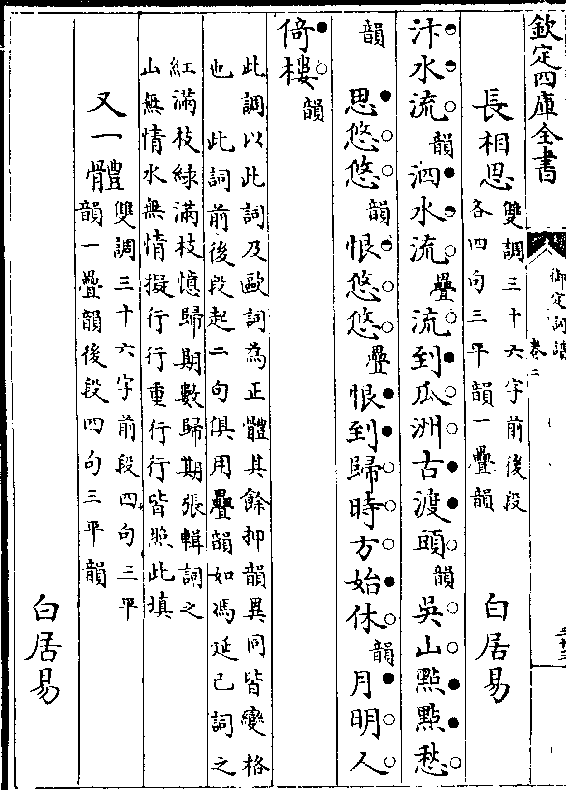 欽定四庫全書
御定詞譜
卷二
長相思
雙調三十六字前後段
各四句三平韻一疊韻
白居易
汴水流韻泗水流疊流到瓜洲古渡頭韻吳山點點愁
韻　思悠悠韻恨悠悠疊恨到歸時方始休韻月明人
倚樓韻
此調以此詞及歐詞為正體其餘押韻異同皆變格
也　此詞前後段起二句俱用疊韻如馮延已詞之
紅滿枝綠滿枝憶歸期數歸期張輯詞之
山無情水無情擬行行重行行皆照此填
又一體
雙調三十六字前段四句三平
韻一疊韻後段四句三平韻
白居易